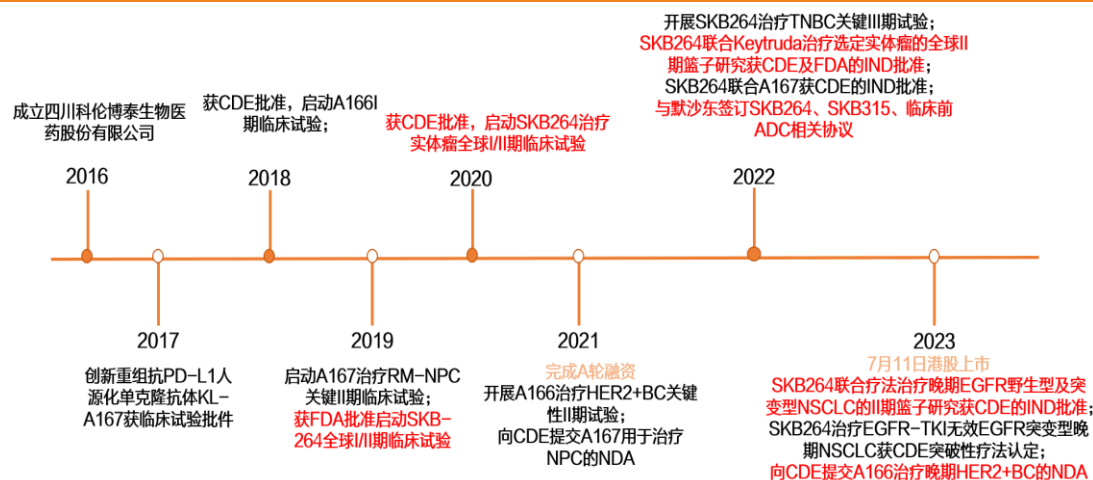 成立四川科伦博泰生物医
药股份有限公司
2016
创新重组抗PD-L1人
源化单克隆抗体KL-
A167获临床试验批件
2017
获CDE批准，启动A166I
期临床试验；
2018
2019
启动A167治疗RM-NPC
关键II期临床试验；
获FDA批准启动SKB-
264全球I/II期临床试验
获CDE批准，启动SKB264治疗
实体瘤全球I/II期临床试验
2020
2021
完成A轮融资
开展A166治疗HER2+BC关键
性II期试验；
向CDE提交A167用于治疗
NPC的NDA
开展SKB264治疗TNBC关键III期试验；
SKB264联合Keytruda治疗选定实体瘤的全球II
期篮子研究获CDE及FDA的IND批准；
SKB264联合A167获CDE的IND批准；
与默沙东签订SKB264、SKB315、临床前
ADC相关协议
2022
2023
7月11日港股上市
SKB264联合疗法治疗晚期EGFR野生型及突
变型NSCLC的II期篮子研究获CDE的IND批准；
SKB264治疗EGFR-TKI无效EGFR突变型晚
期NSCLC获CDE突破性疗法认定；
向CDE提交A166治疗晚期HER2+BC的NDA